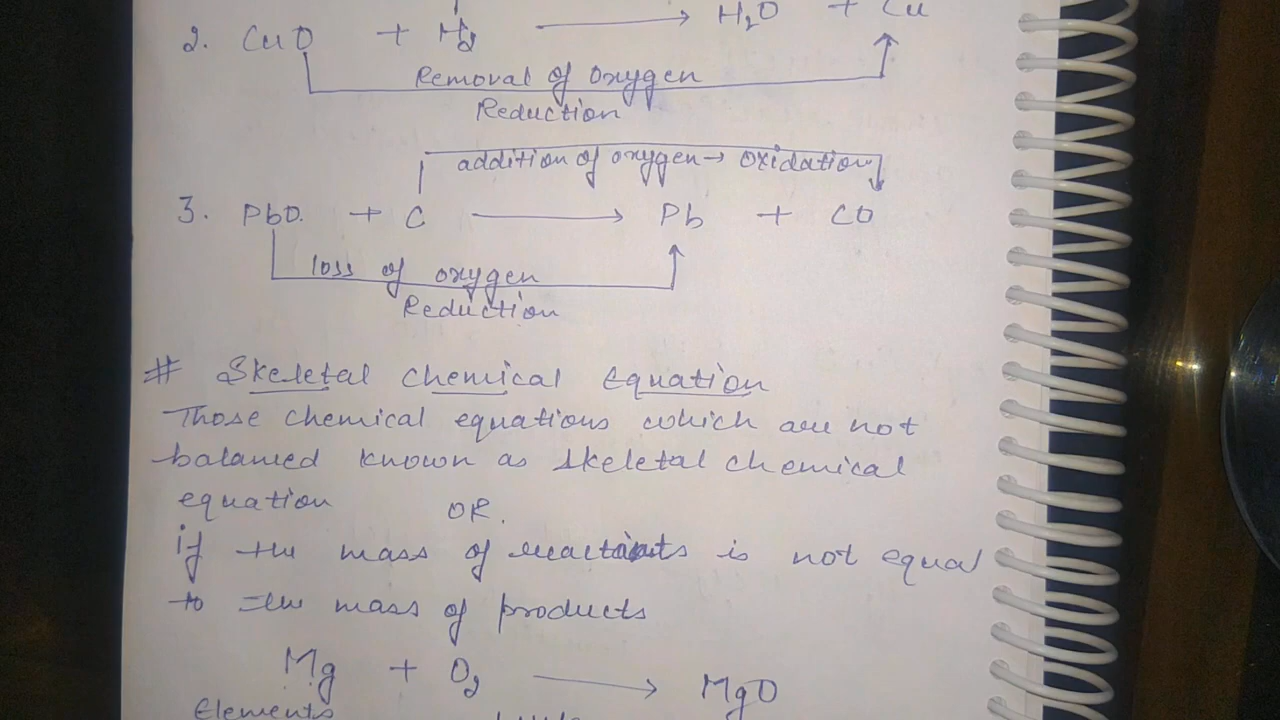 2. CuO + H₂ → H₂O + Cu
Removal of Oxygen
Reduction
addition of oxygen → Oxidation
3. PbO. + C → Pb + CO
loss of oxygen
Reduction
# Skeletal chemical Equation
Those chemical equations which are not
balanced known as skeletal chemical
equation OR.
if the mass of reactants is not equal
to the mass of products
Mg + O₂ → MgO
Elements